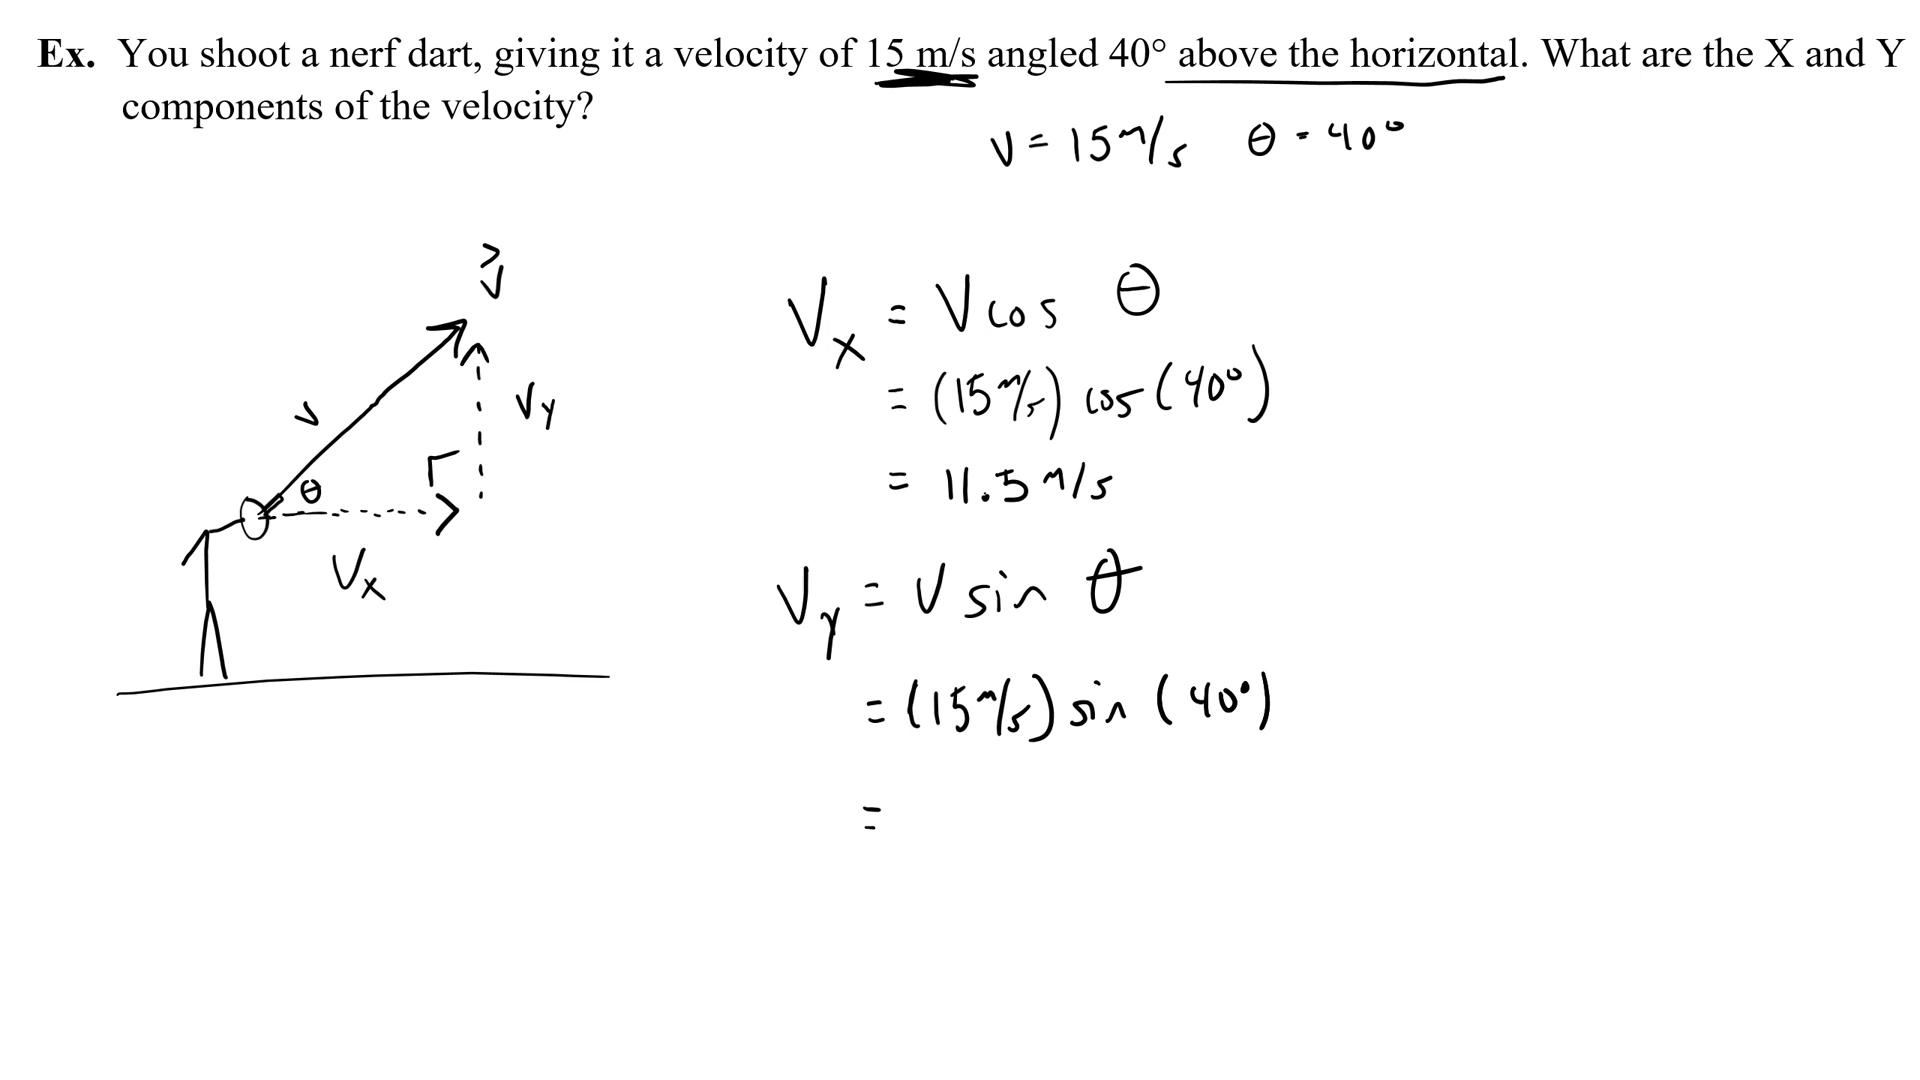 Ex. You shoot a nerf dart, giving it a velocity of 15 m/s angled 40° above the horizontal. What are the X and Y
components of the velocity?
V = 15 m/s θ = 40°
V
V
Vy
θ
Vx
Vx = V cos θ
= (15 m/s) cos (40°)
= 11.5 m/s
Vy = V sin θ
= (15 m/s) sin (40°)
=